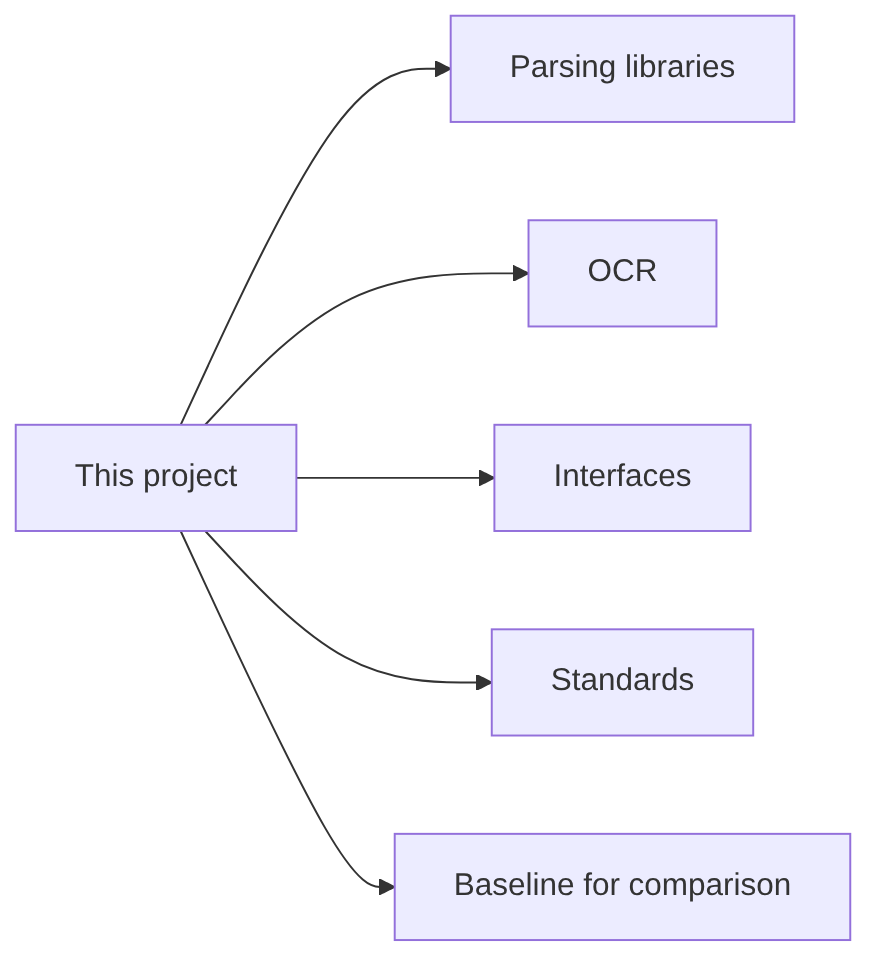 Parsing libraries
OCR
This project
Interfaces
Standards
Baseline for comparison